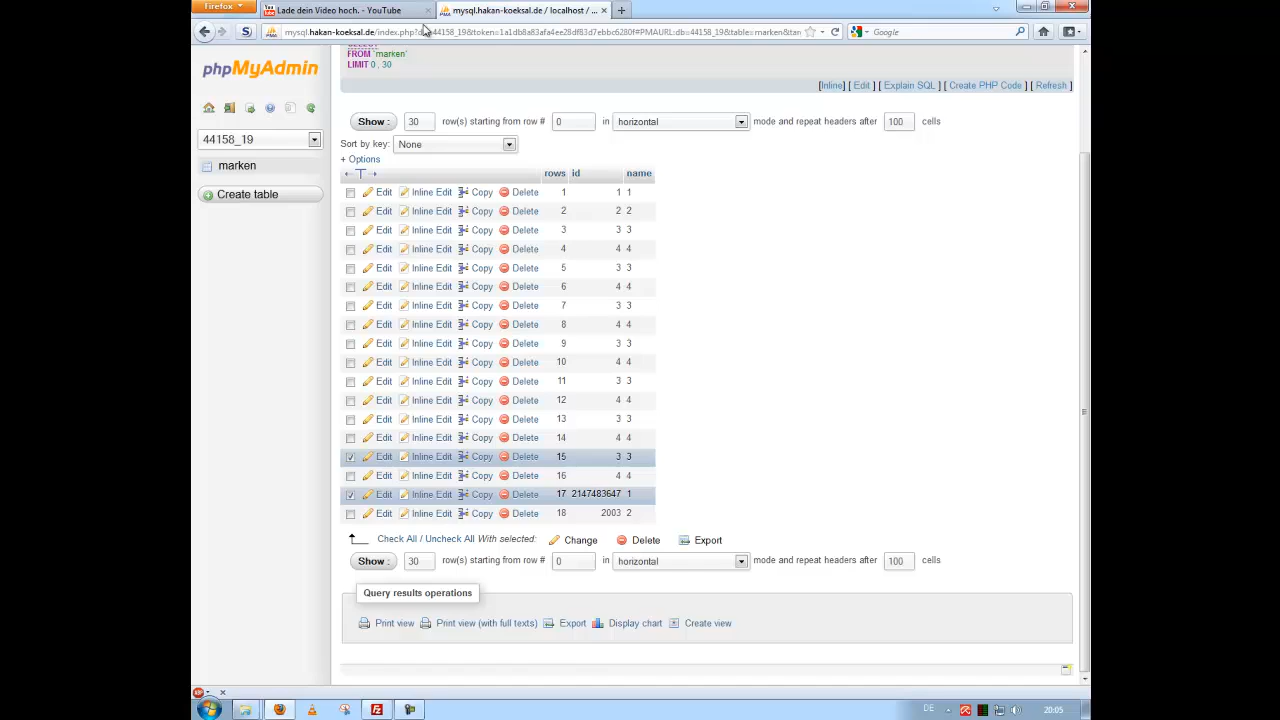 Firefox
Lade dein Video hoch. - YouTube
mysql.hakan-koeksal.de / localhost / ...
Google
FROM `marken`
LIMIT 0 , 30
phpMyAdmin
[Inline] [ Edit ] [ Explain SQL ] [ Create PHP Code ] [ Refresh ]
Show : 30 row(s) starting from row # 0 in horizontal mode and repeat headers after 100 cells
44158_19
Sort by key: None
+ Options
marken
rows id name
Create table
Edit Inline Edit Copy Delete 1 1 1
Edit Inline Edit Copy Delete 2 2 2
Edit Inline Edit Copy Delete 3 3 3
Edit Inline Edit Copy Delete 4 4 4
Edit Inline Edit Copy Delete 5 3 3
Edit Inline Edit Copy Delete 6 4 4
Edit Inline Edit Copy Delete 7 3 3
Edit Inline Edit Copy Delete 8 4 4
Edit Inline Edit Copy Delete 9 3 3
Edit Inline Edit Copy Delete 10 4 4
Edit Inline Edit Copy Delete 11 3 3
Edit Inline Edit Copy Delete 12 4 4
Edit Inline Edit Copy Delete 13 3 3
Edit Inline Edit Copy Delete 14 4 4
Edit Inline Edit Copy Delete 15 3 3
Edit Inline Edit Copy Delete 16 4 4
Edit Inline Edit Copy Delete 17 2147483647 1
Edit Inline Edit Copy Delete 18 2003 2
Check All / Uncheck All With selected: Change Delete Export
Show : 30 row(s) starting from row # 0 in horizontal mode and repeat headers after 100 cells
Query results operations
Print view Print view (with full texts) Export Display chart Create view
DE 20:05